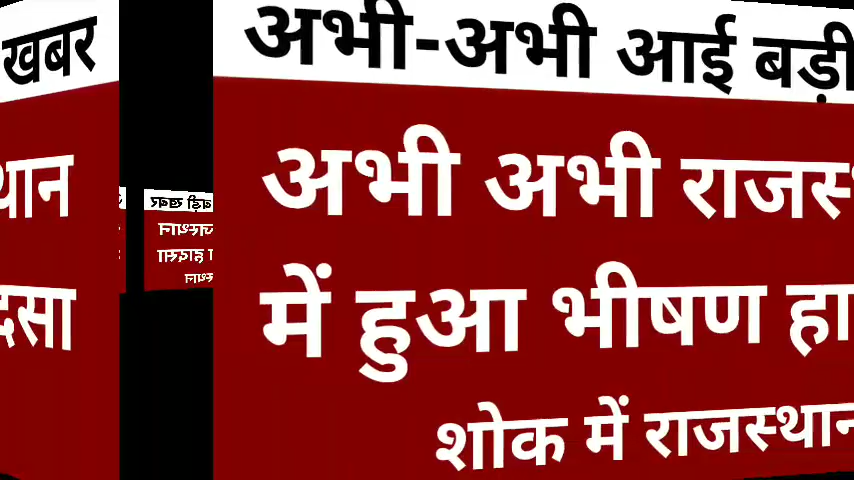 खबर
थान
दसा
अभी-अभी आई बड़ी
अभी अभी राजस्
में हुआ भीषण हा
शोक में राजस्थान